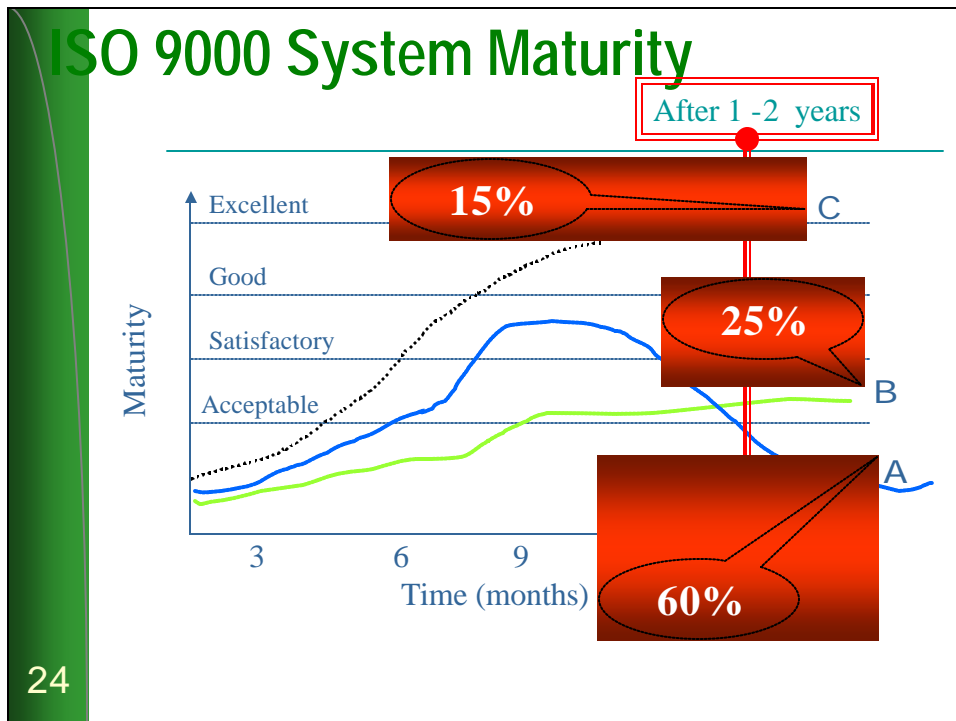 ISO 9000 System Maturity
After 1 -2 years
Excellent
15%
C
Good
25%
Satisfactory
Maturity
B
Acceptable
A
3 6 9
Time (months)
60%
24